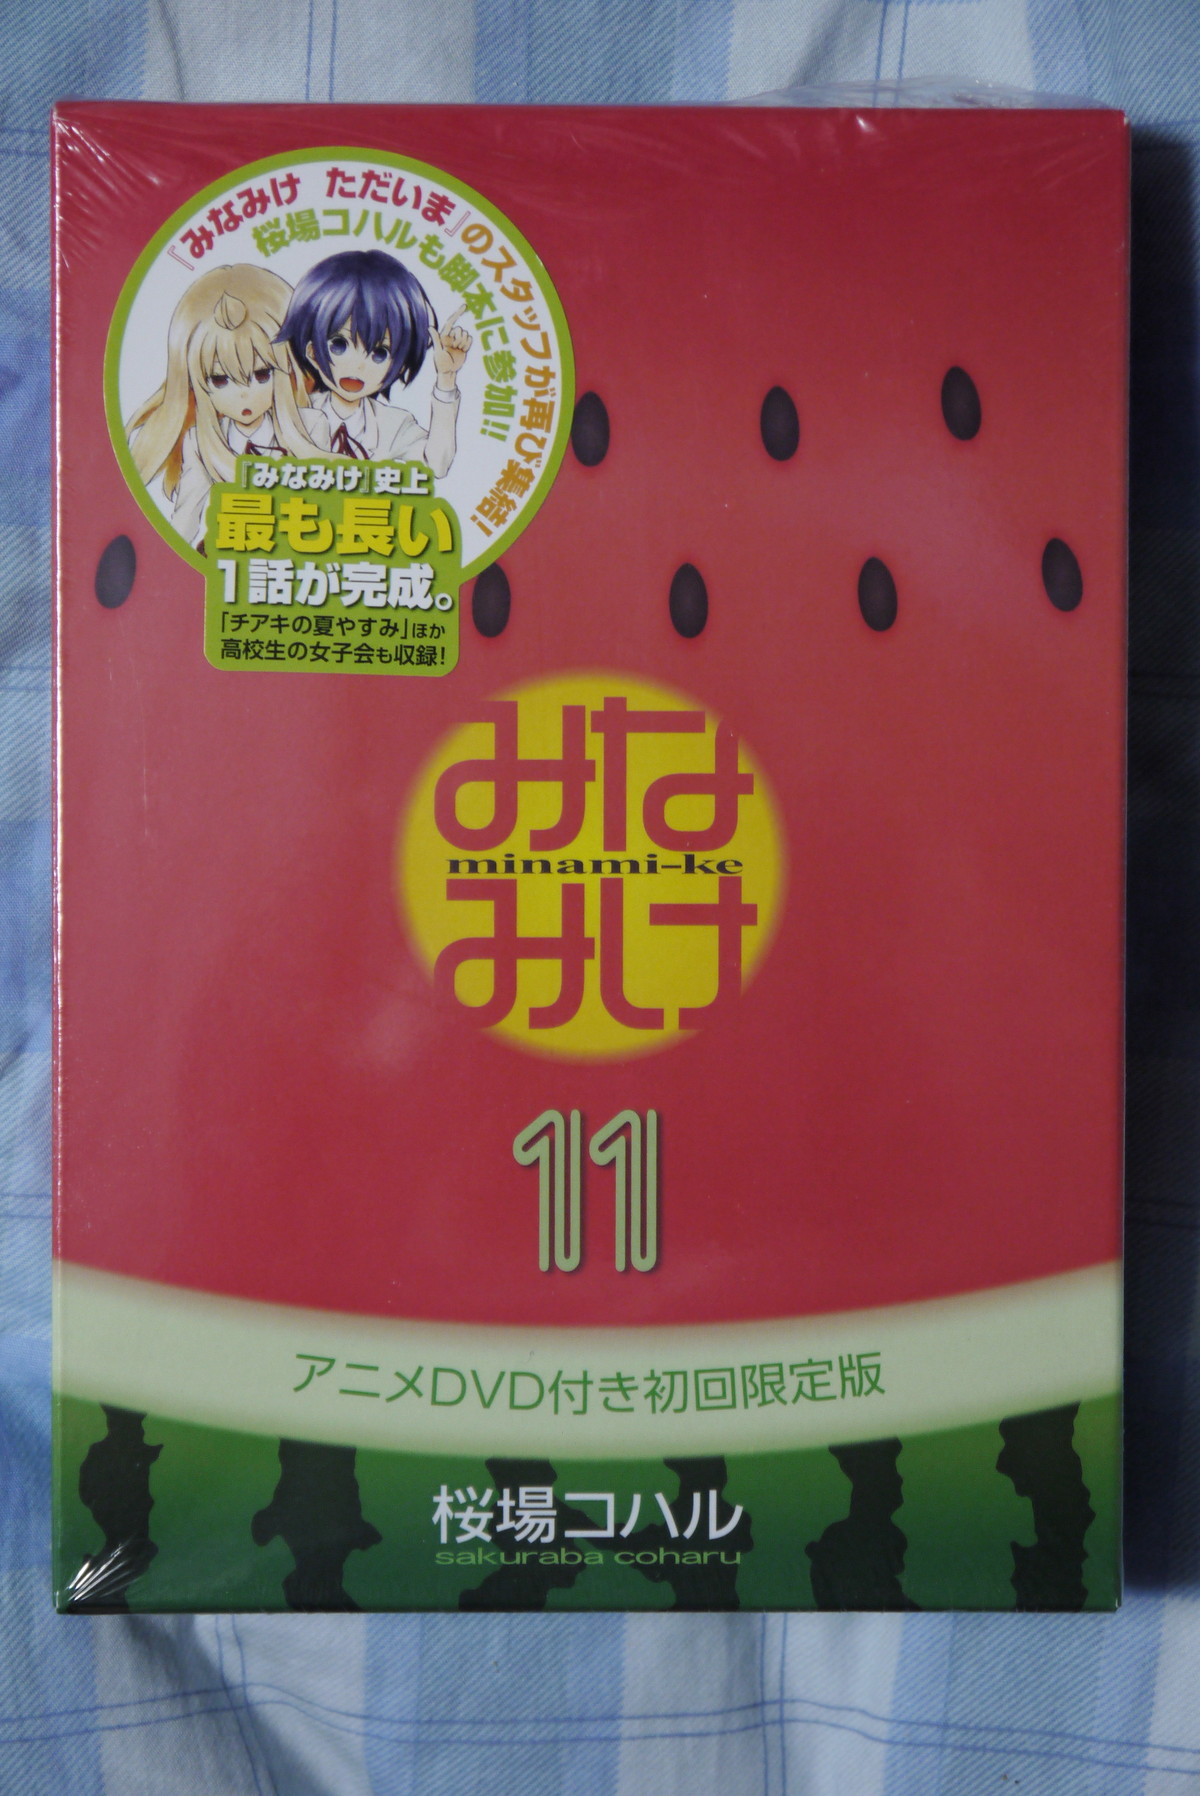 『みなみけ ただいま』のスタッフが再び集結!
桜場コハルも脚本に参加!!
『みなみけ』史上
最も長い
1話が完成。
「チアキの夏やすみ」ほか
高校生の女子会も収録!
みな
minami-ke
みけ
11
アニメDVD付き初回限定版
桜場コハル
sakuraba coharu